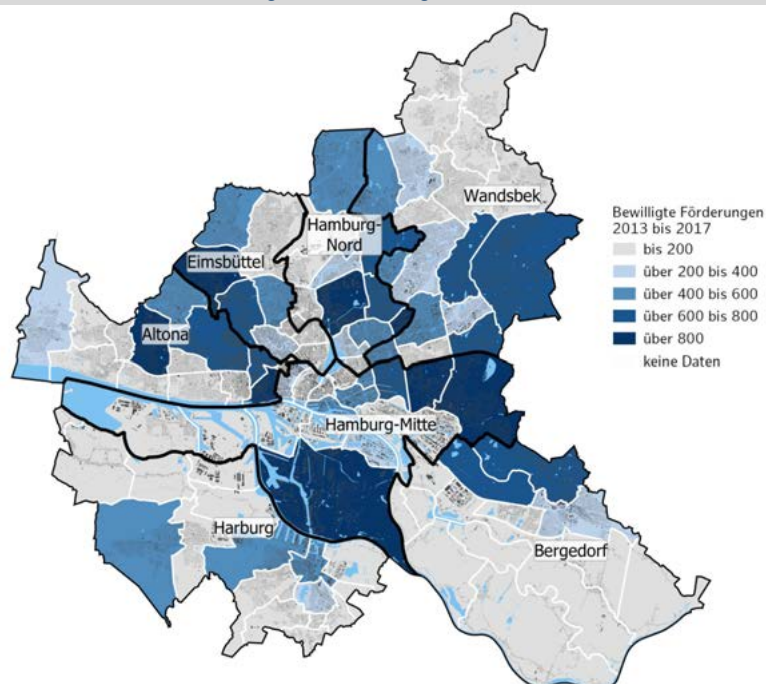 Wandsbek
Hamburg-
Nord
Eimsbüttel
Altona
Hamburg-Mitte
Harburg
Bergedorf
Bewilligte Förderungen
2013 bis 2017
bis 200
über 200 bis 400
über 400 bis 600
über 600 bis 800
über 800
keine Daten